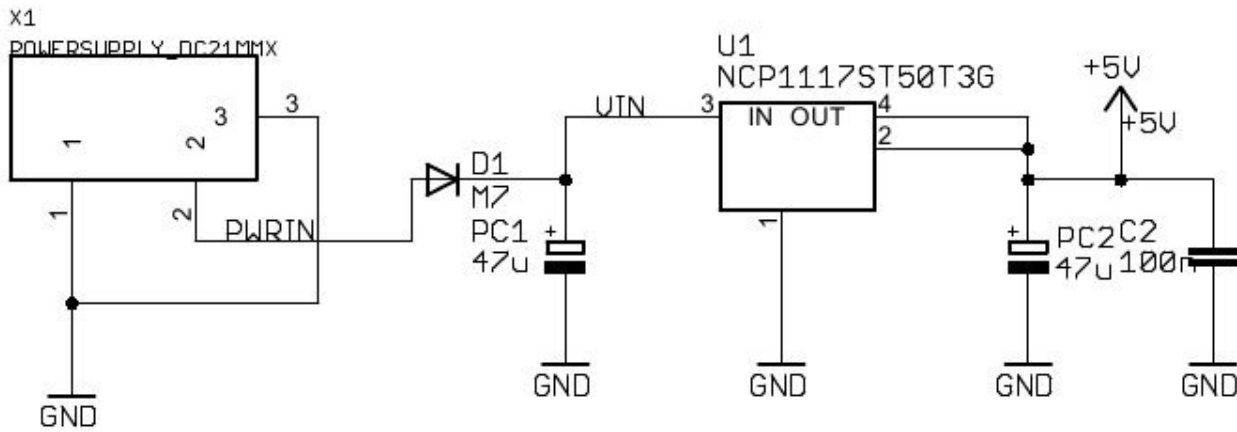 X1
POWERSUPPLY_DC21MMX
3
3
1
2
1
2
PWRIN
D1
M7
PC1
+
47u
GND
VIN
U1
NCP1117ST50T3G
3
IN OUT
4
2
1
GND
+5V
+5V
+
PC2
47u
C2
100n
GND
GND
GND